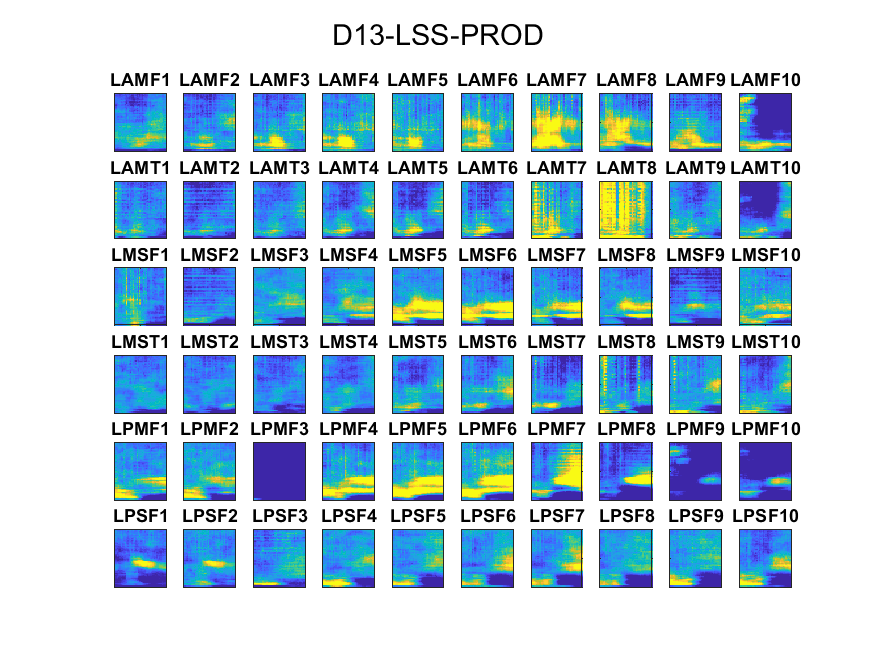 D13-LSS-PROD
LAMF1 LAMF2 LAMF3 LAMF4 LAMF5 LAMF6 LAMF7 LAMF8 LAMF9 LAMF10
LAMT1 LAMT2 LAMT3 LAMT4 LAMT5 LAMT6 LAMT7 LAMT8 LAMT9 LAMT10
LMSF1 LMSF2 LMSF3 LMSF4 LMSF5 LMSF6 LMSF7 LMSF8 LMSF9 LMSF10
LMST1 LMST2 LMST3 LMST4 LMST5 LMST6 LMST7 LMST8 LMST9 LMST10
LPMF1 LPMF2 LPMF3 LPMF4 LPMF5 LPMF6 LPMF7 LPMF8 LPMF9 LPMF10
LPSF1 LPSF2 LPSF3 LPSF4 LPSF5 LPSF6 LPSF7 LPSF8 LPSF9 LPSF10